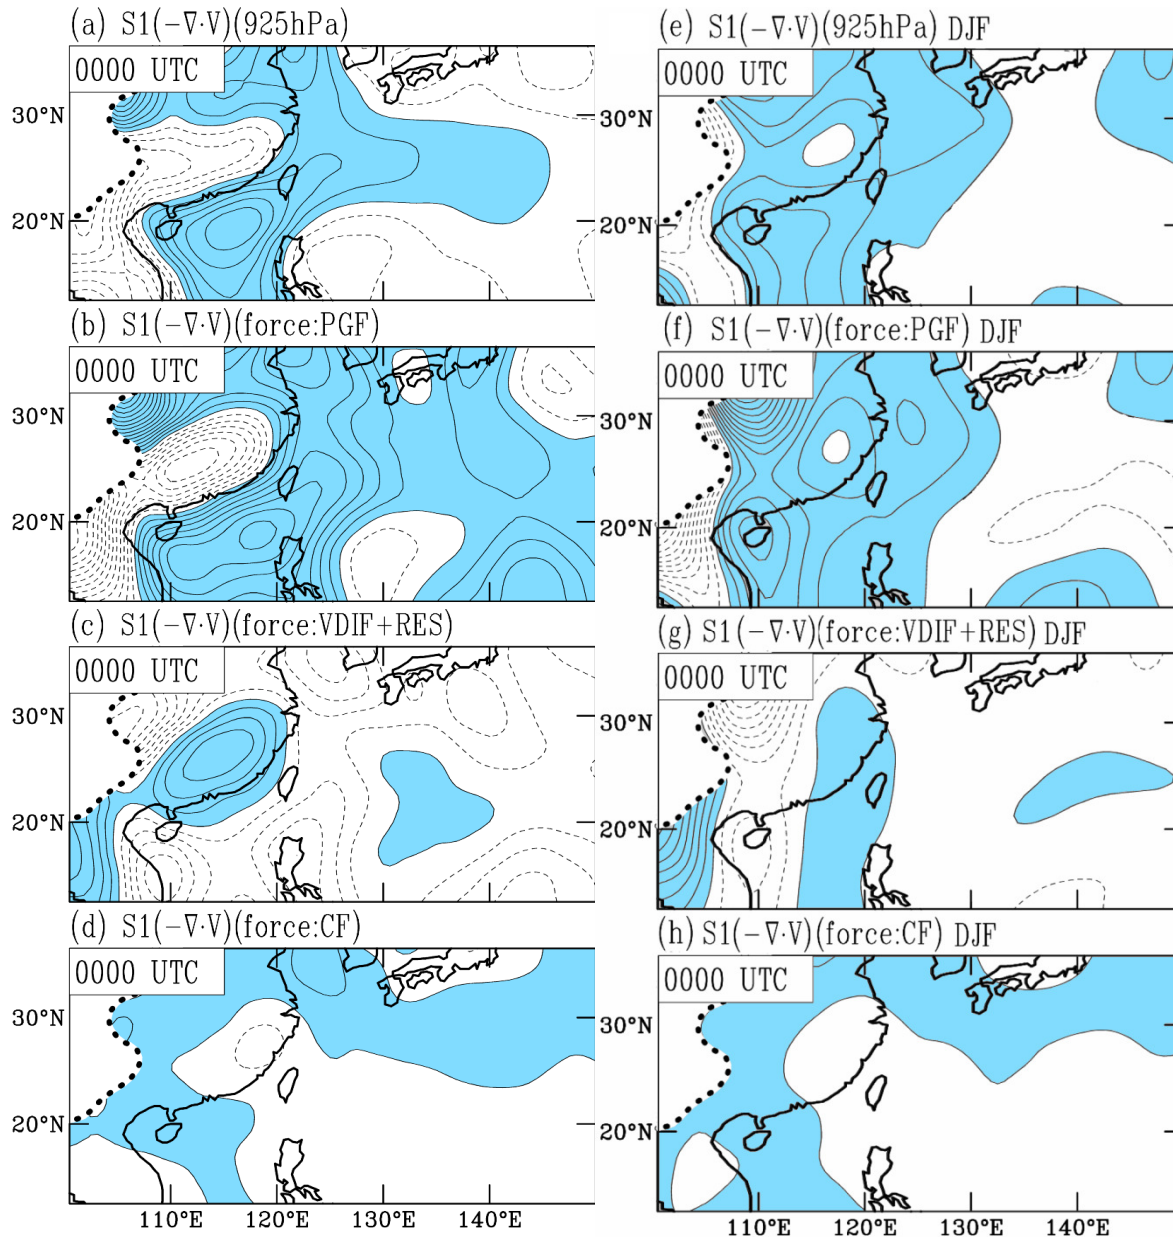 (a) S1(−∇·V)(925hPa)
0000 UTC
30°N
20°N
(b) S1(−∇·V)(force:PGF)
0000 UTC
30°N
20°N
(c) S1(−∇·V)(force:VDIF+RES)
0000 UTC
30°N
20°N
(d) S1(−∇·V)(force:CF)
0000 UTC
30°N
20°N
110°E 120°E 130°E 140°E
(e) S1(−∇·V)(925hPa) DJF
0000 UTC
30°N
20°N
(f) S1(−∇·V)(force:PGF) DJF
0000 UTC
30°N
20°N
(g) S1(−∇·V)(force:VDIF+RES) DJF
0000 UTC
30°N
20°N
(h) S1(−∇·V)(force:CF) DJF
0000 UTC
30°N
20°N
110°E 120°E 130°E 140°E